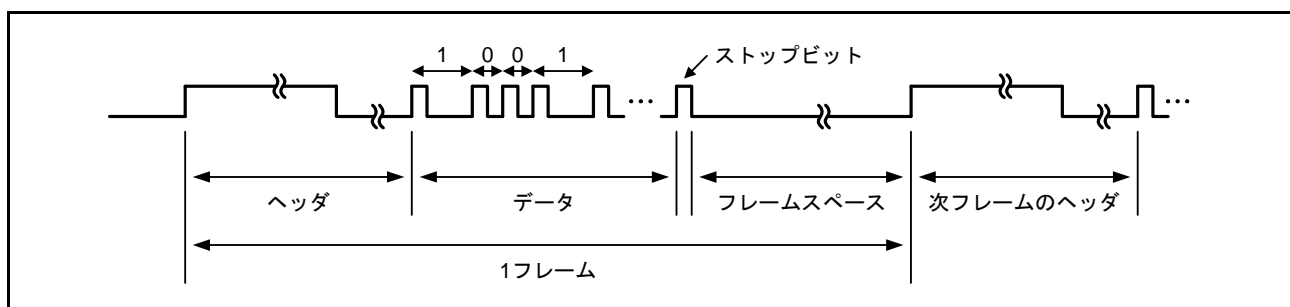 1 0 0 1
ストップビット
… …
ヘッダ データ フレームスペース 次フレームのヘッダ
1フレーム